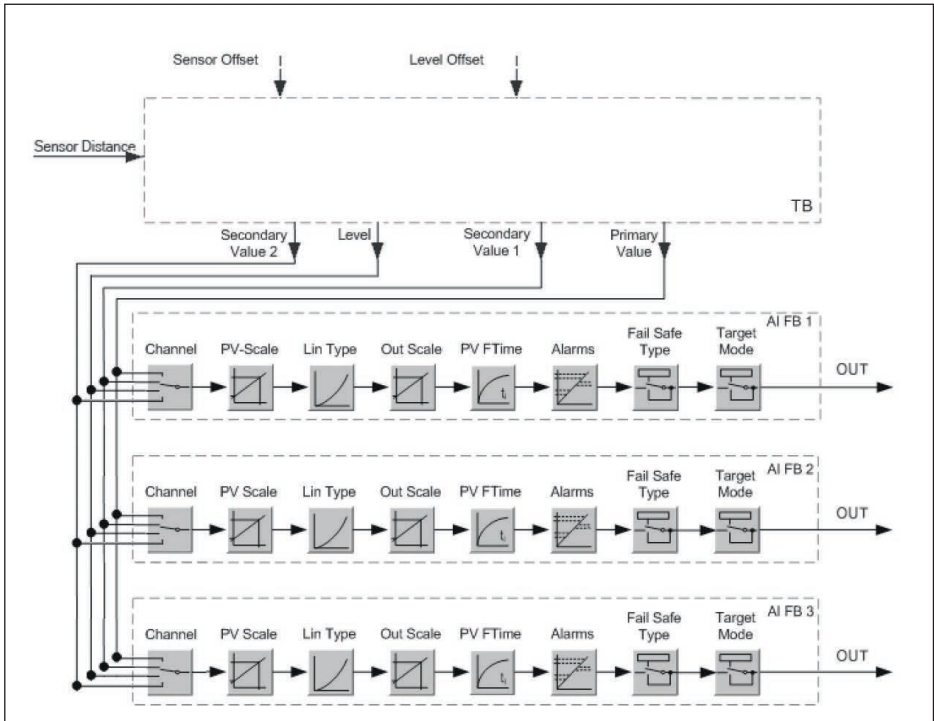 Sensor Offset
Level Offset
Sensor Distance
TB
Secondary
Value 2
Level
Secondary
Value 1
Primary
Value
AI FB 1
Channel
PV-Scale
Lin Type
Out Scale
PV FTime
Alarms
Fail Safe
Type
Target
Mode
OUT
t_i
AI FB 2
Channel
PV Scale
Lin Type
Out Scale
PV FTime
Alarms
Fail Safe
Type
Target
Mode
OUT
t_i
AI FB 3
Channel
PV Scale
Lin Type
Out Scale
PV FTime
Alarms
Fail Safe
Type
Target
Mode
OUT
t_i